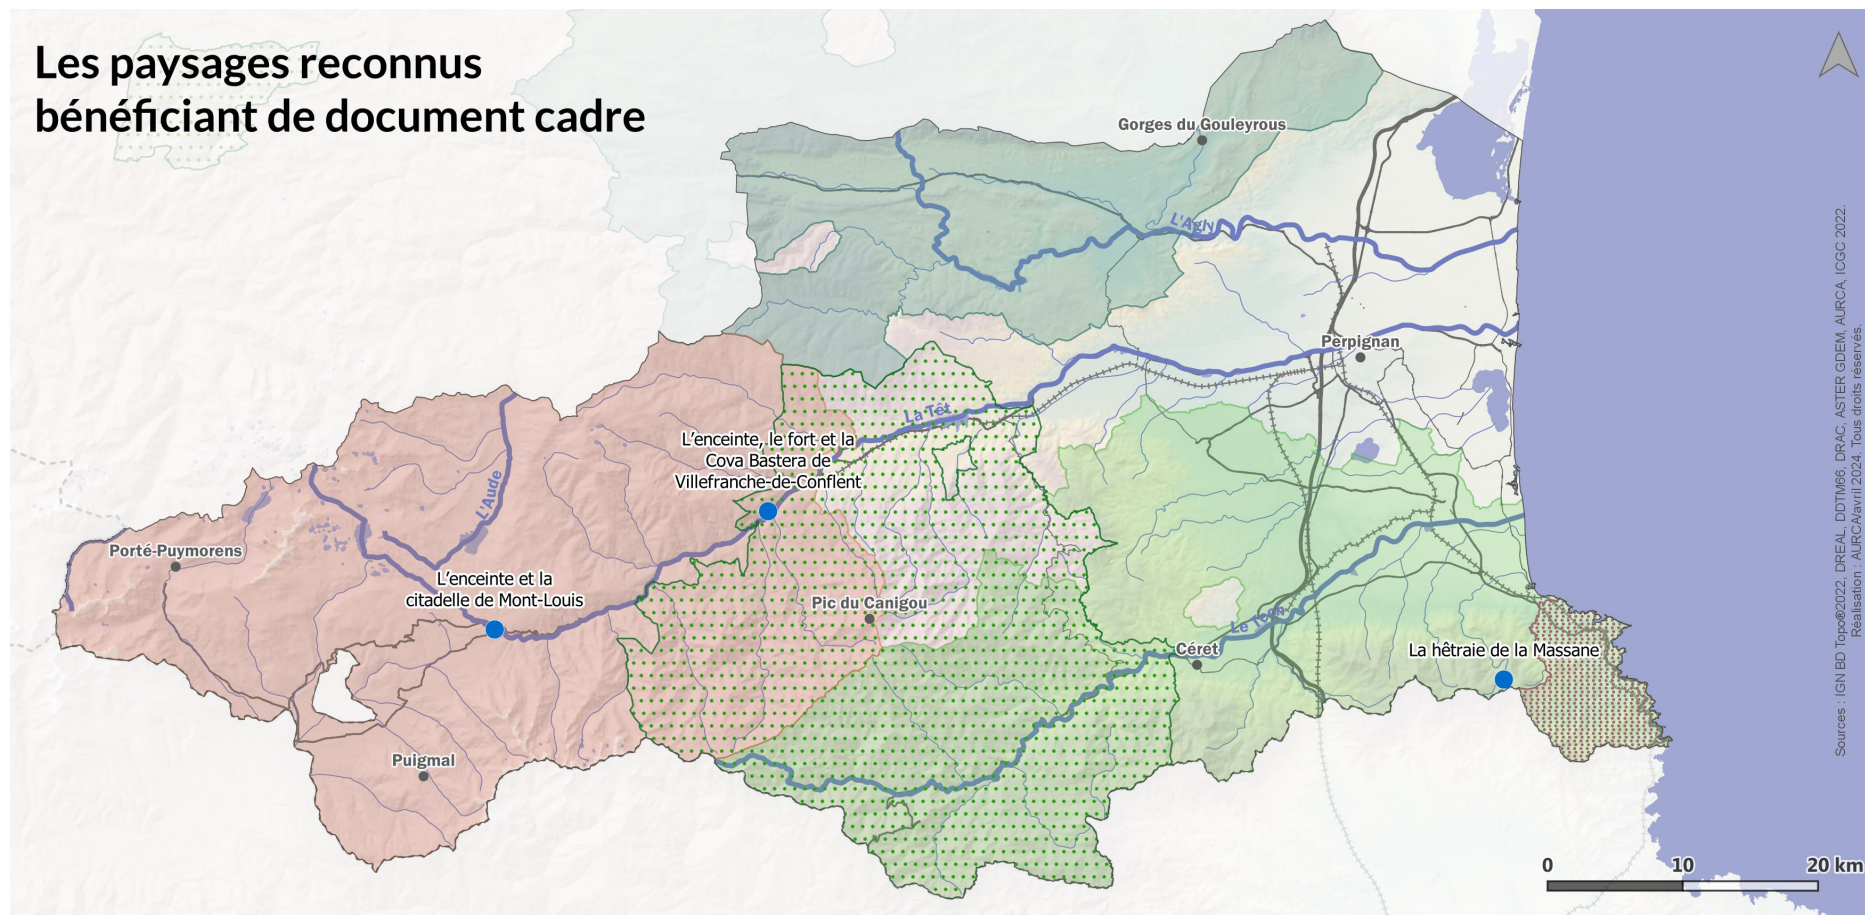 Les paysages reconnus
bénéficiant de document cadre
Gorges du Gouleyrous
L'Agly
Perpignan
La Têt
L'enceinte, le fort et la
Cova Bastera de
Villefranche-de-Conflent
L'Aude
Porté-Puymorens
L'enceinte et la
citadelle de Mont-Louis
Pic du Canigou
Le Tech
Céret
La hêtraie de la Massane
Puigmal
0 10 20 km
Sources : IGN BD Topo®2022, DREAL, DDTM66, DRAC, ASTER GDEM, AURCA, ICGC 2022.
Réalisation : AURCA/avril 2024. Tous droits réservés.